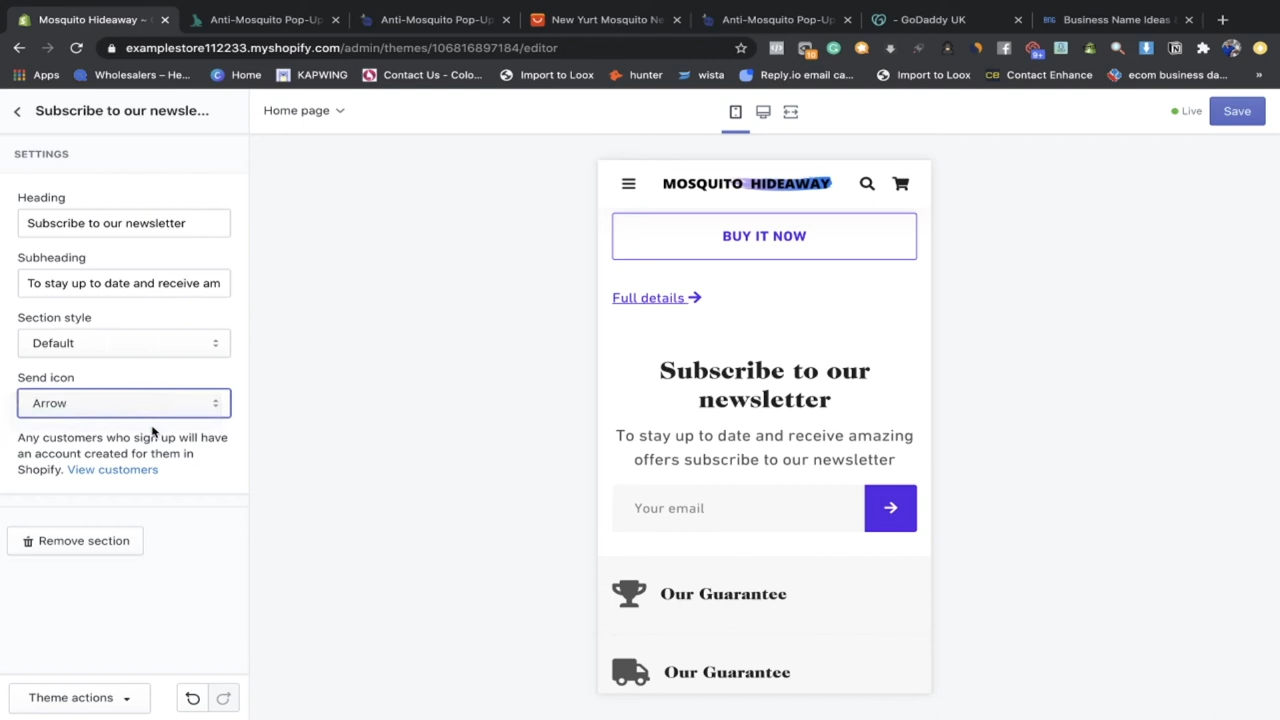 Mosquito Hideaway ~
Anti-Mosquito Pop-Up
Anti-Mosquito Pop-Up
New Yurt Mosquito Ne
Anti-Mosquito Pop-Up
- GoDaddy UK
Business Name Ideas
examplestore112233.myshopify.com/admin/themes/106816897184/editor
Apps
Wholesalers – He...
Home
KAPWING
Contact Us - Colo...
Import to Loox
hunter
wista
Reply.io email ca...
Import to Loox
Contact Enhance
ecom business da...
»
Subscribe to our newsle...
Home page
Live
Save
SETTINGS
Heading
Subscribe to our newsletter
Subheading
To stay up to date and receive am
Section style
Default
Send icon
Arrow
Any customers who sign up will have
an account created for them in
Shopify. View customers
Remove section
Theme actions
MOSQUITO HIDEAWAY
BUY IT NOW
Full details
Subscribe to our
newsletter
To stay up to date and receive amazing
offers subscribe to our newsletter
Your email
Our Guarantee
Our Guarantee